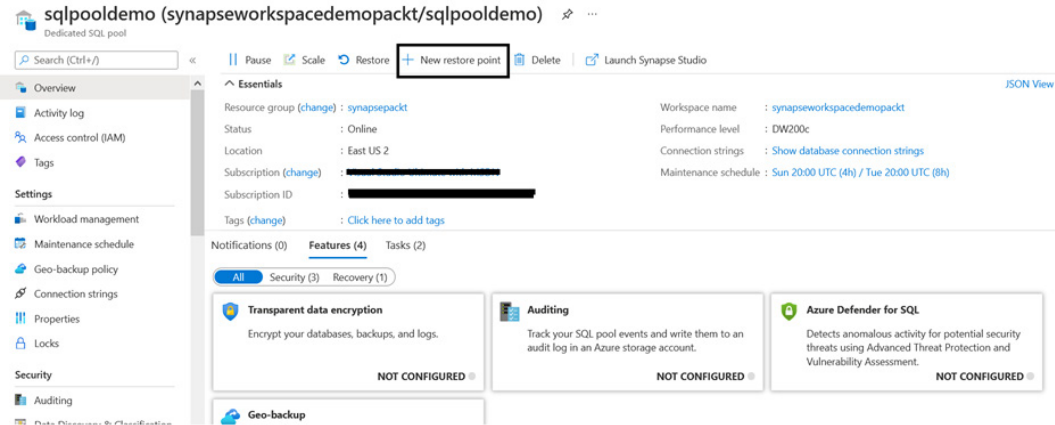 sqlpooldemo (synapseworkspacedemopackt/sqlpooldemo)
Dedicated SQL pool
Search (Ctrl+/)
Overview
Activity log
Access control (IAM)
Tags
Settings
Workload management
Maintenance schedule
Geo-backup policy
Connection strings
Properties
Locks
Security
Auditing
Data Discovery & Classification
Pause Scale Restore New restore point Delete Launch Synapse Studio
Essentials JSON View
Resource group (change) : synapsepackt
Status : Online
Location : East US 2
Subscription (change) :
Subscription ID :
Tags (change) : Click here to add tags
Workspace name : synapseworkspacedemopackt
Performance level : DW200c
Connection strings : Show database connection strings
Maintenance schedule : Sun 20:00 UTC (4h) / Tue 20:00 UTC (8h)
Notifications (0) Features (4) Tasks (2)
All Security (3) Recovery (1)
Transparent data encryption
Encrypt your databases, backups, and logs.
NOT CONFIGURED
Auditing
Track your SQL pool events and write them to an
audit log in an Azure storage account.
NOT CONFIGURED
Azure Defender for SQL
Detects anomalous activity for potential security
threats using Advanced Threat Protection and
Vulnerability Assessment.
NOT CONFIGURED
Geo-backup